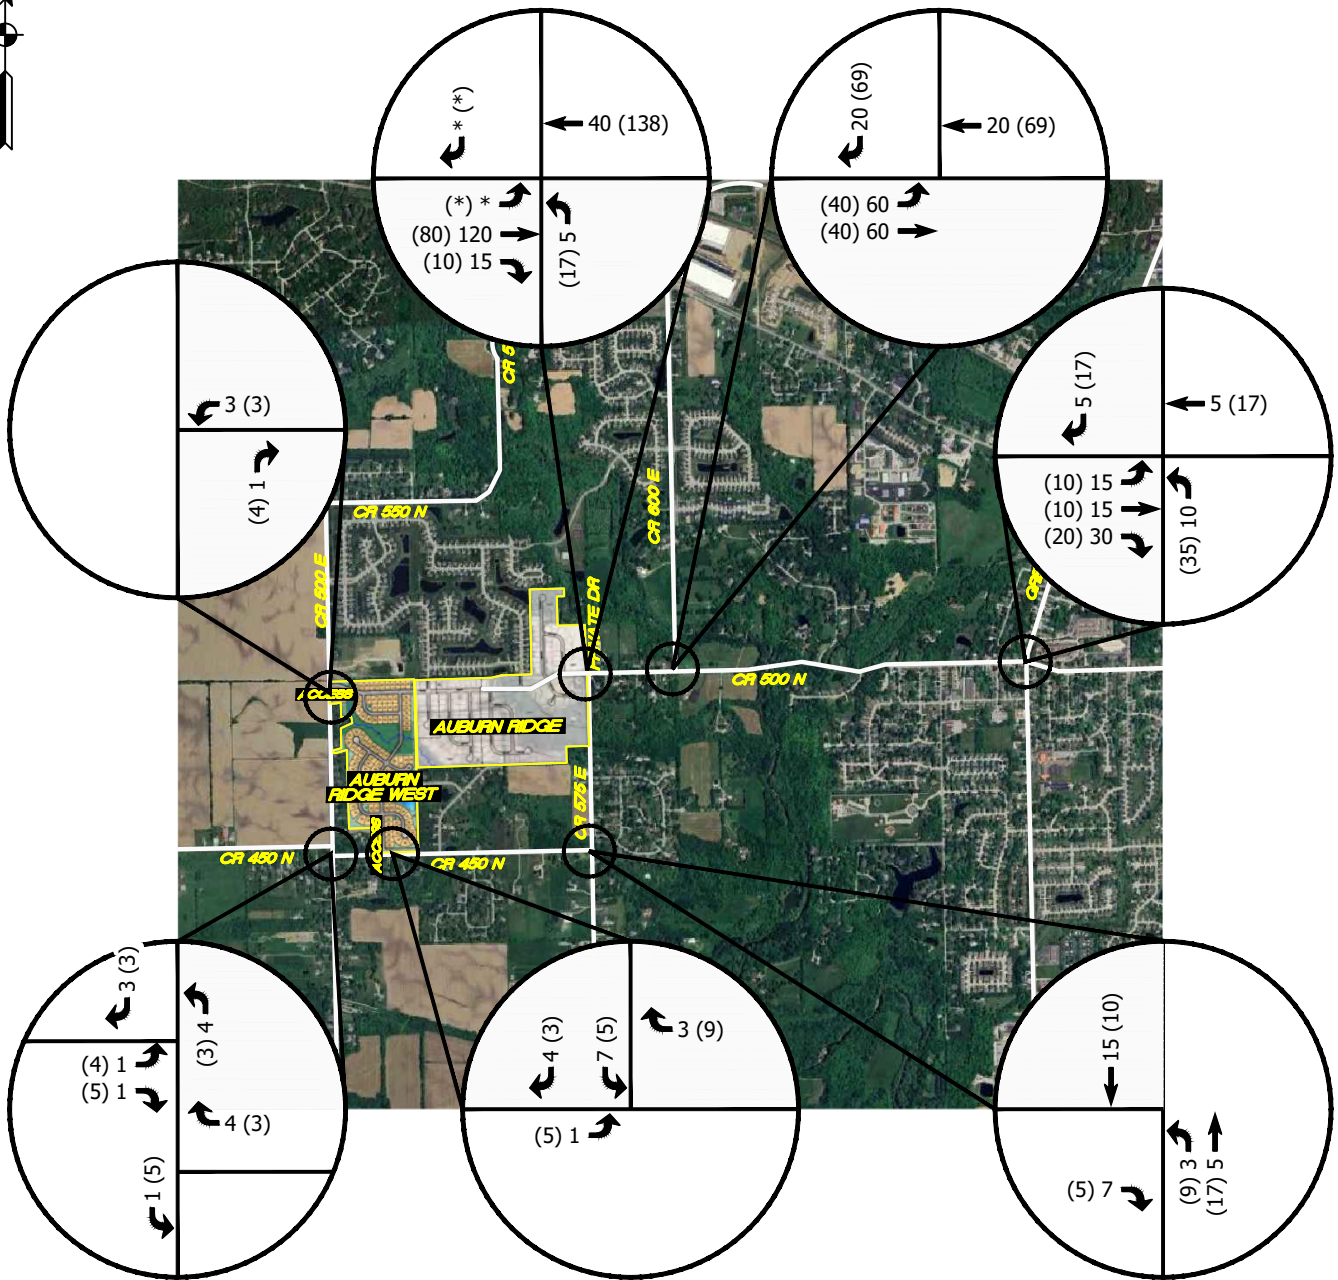 * (*)
40 (138)
(*) *
(80) 120
(10) 15
(17) 5
20 (69)
20 (69)
(40) 60
(40) 60
3 (3)
(4) 1
5 (17)
5 (17)
(10) 15
(10) 15
(20) 30
(35) 10
CR 5
CR 550 N
CR 500 E
CR 600 E
CR 500 N
ACCESS
AUBURN RIDGE
AUBURN
RIDGE WEST
CR 575 E
ACCESS
CR 450 N
CR 450 N
3 (3)
(3) 4
(4) 1
(5) 1
4 (3)
1 (5)
4 (3)
7 (5)
3 (9)
(5) 1
15 (10)
(5) 7
(9) 3
(17) 5